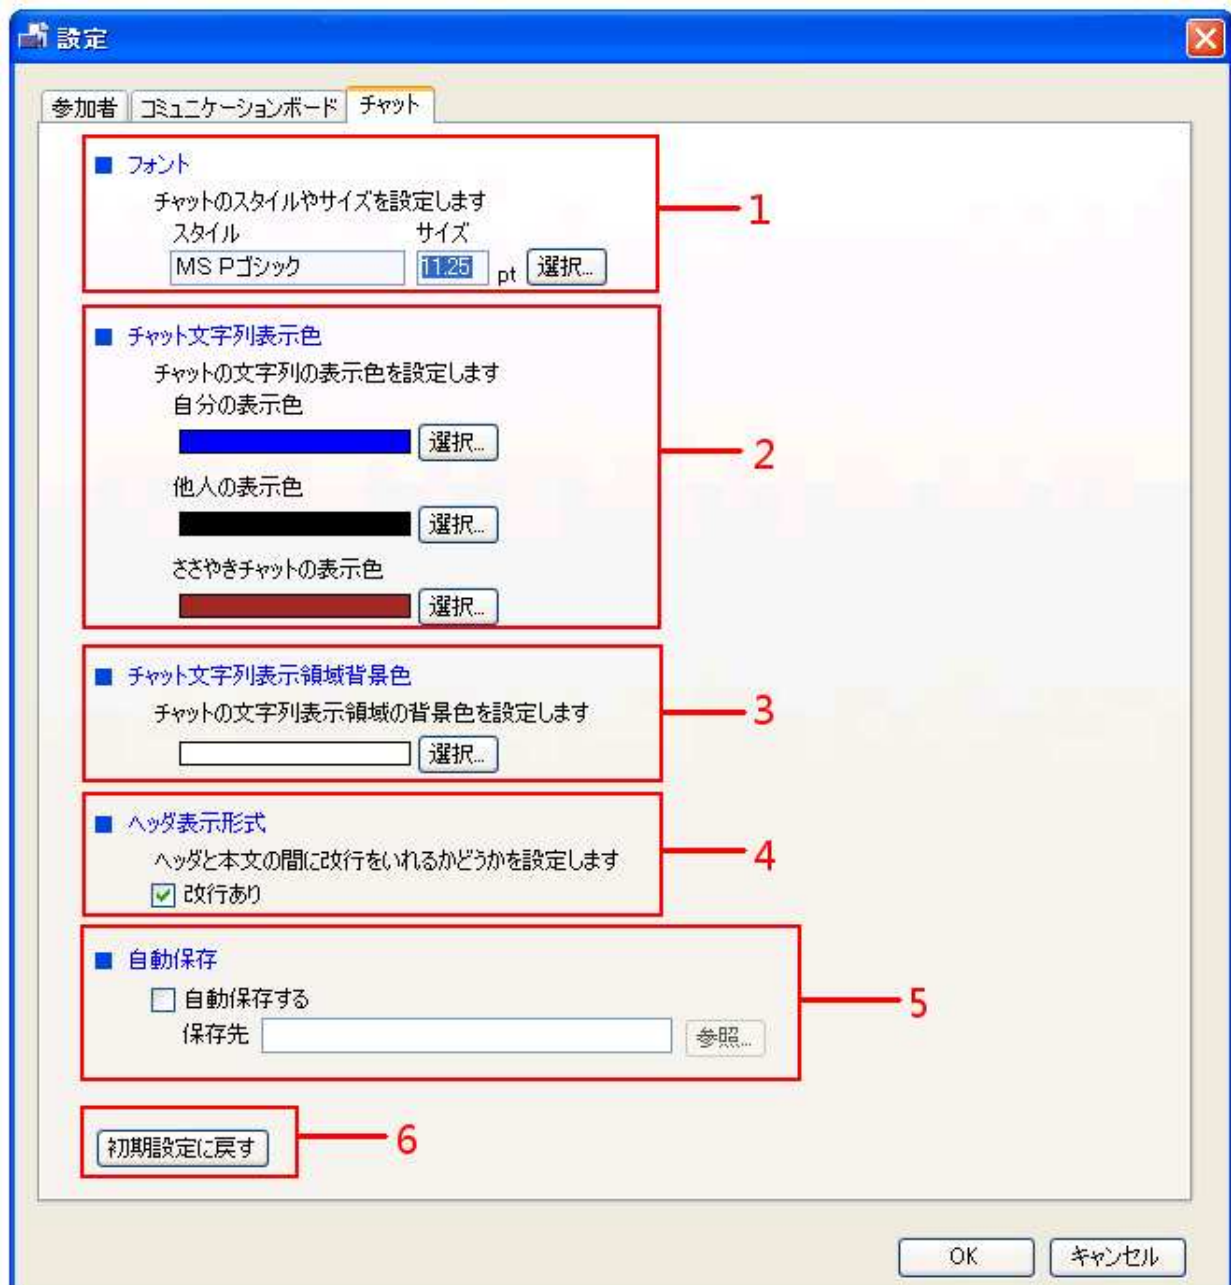 設定
参加者 コミュニケーションボード チャット
■ フォント
チャットのスタイルやサイズを設定します
スタイル サイズ
MS Pゴシック 11.25 pt 選択...
1
■ チャット文字列表示色
チャットの文字列の表示色を設定します
自分の表示色
選択...
2
他人の表示色
選択...
ささやきチャットの表示色
選択...
■ チャット文字列表示領域背景色
チャットの文字列表示領域の背景色を設定します
3
選択...
■ ヘッダ表示形式
ヘッダと本文の間に改行をいれるかどうかを設定します
4
改行あり
■ 自動保存
自動保存する
5
保存先 参照...
初期設定に戻す
6
OK キャンセル